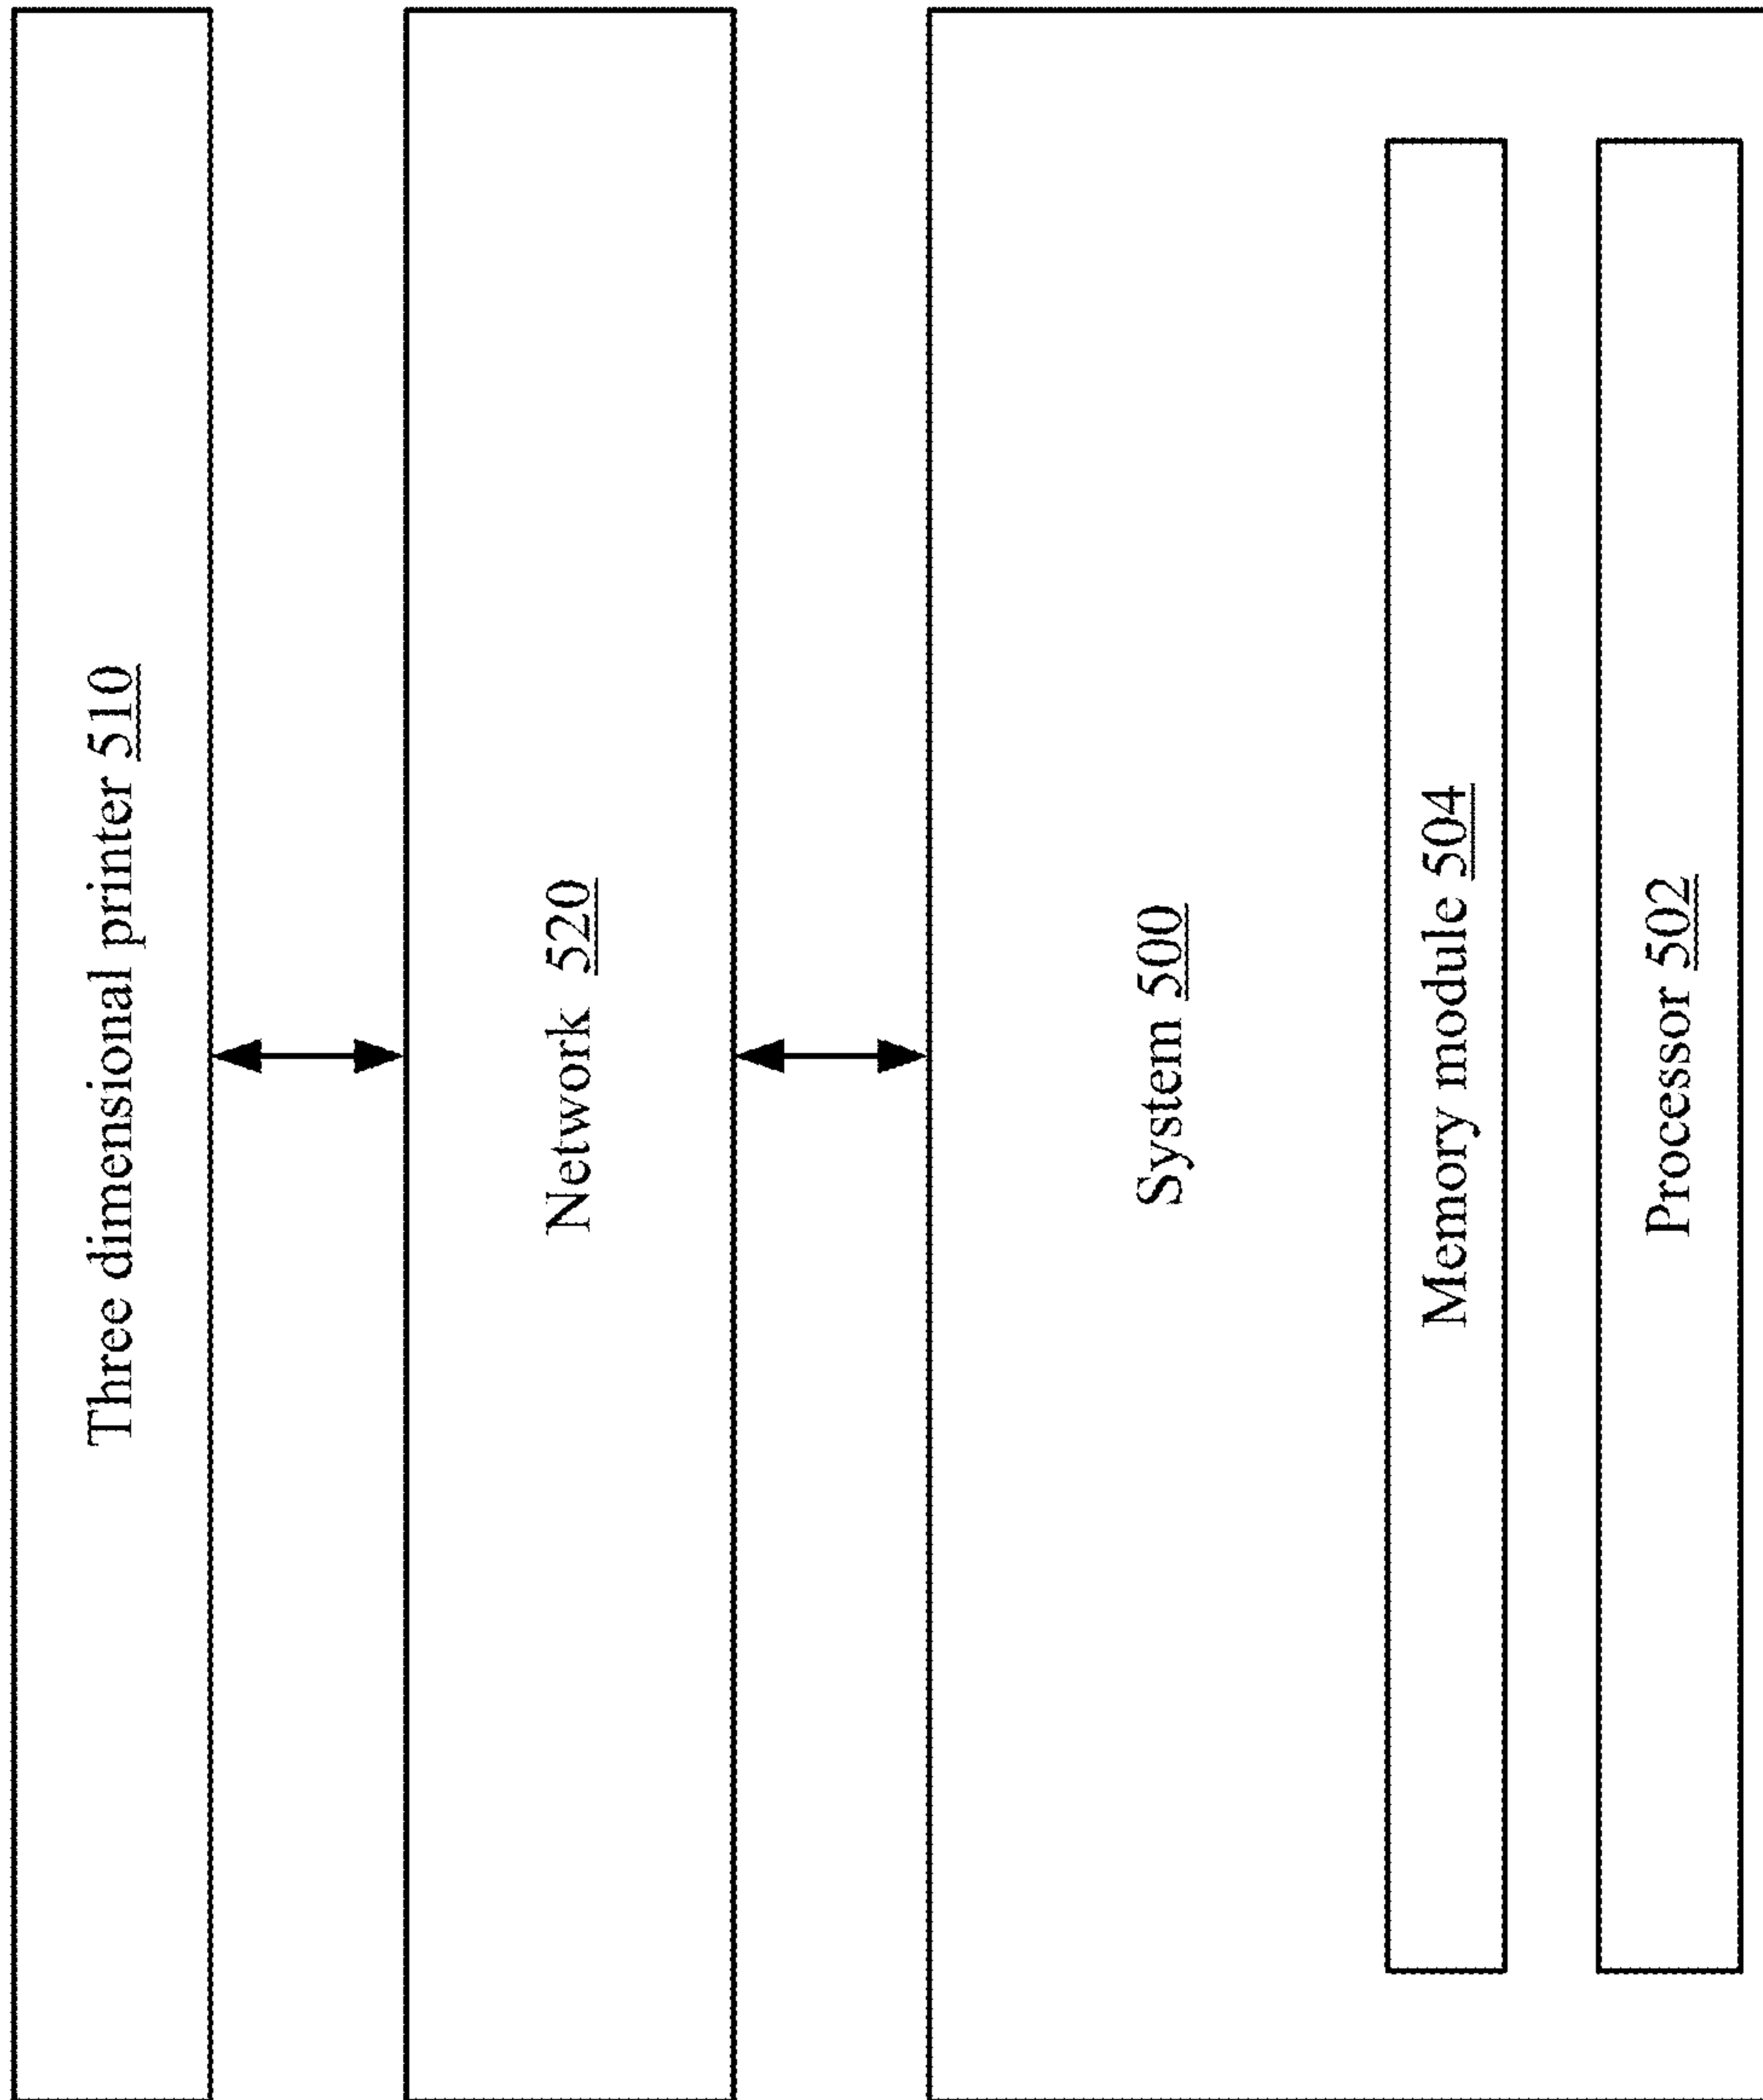 Three dimensional printer 510
Network 520
System 500
Memory module 504
Processor 502